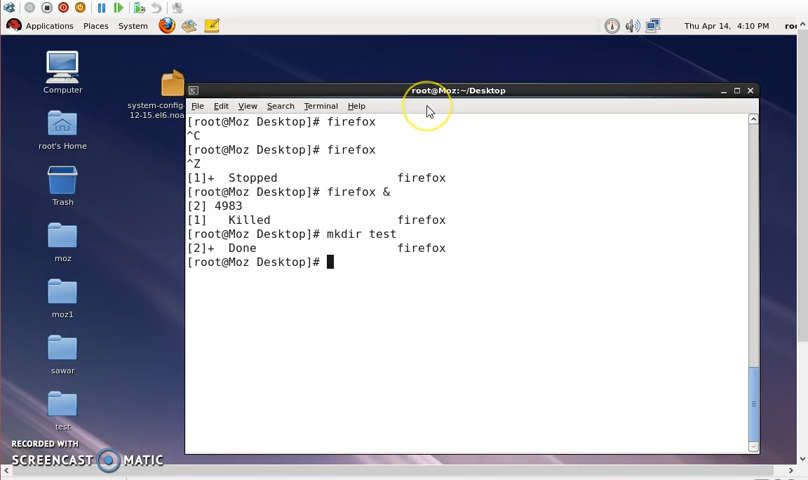 Applications Places System
Thu Apr 14, 4:10 PM
Computer
system-config-
12-15.el6.noa
root's Home
Trash
moz
moz1
sawar
test
root@Moz:~/Desktop
File Edit View Search Terminal Help
[root@Moz Desktop]# firefox
^C
[root@Moz Desktop]# firefox
^Z
[1]+ Stopped firefox
[root@Moz Desktop]# firefox &
[2] 4983
[1] Killed firefox
[root@Moz Desktop]# mkdir test
[2]+ Done firefox
[root@Moz Desktop]#
RECORDED WITH
SCREENCAST MATIC